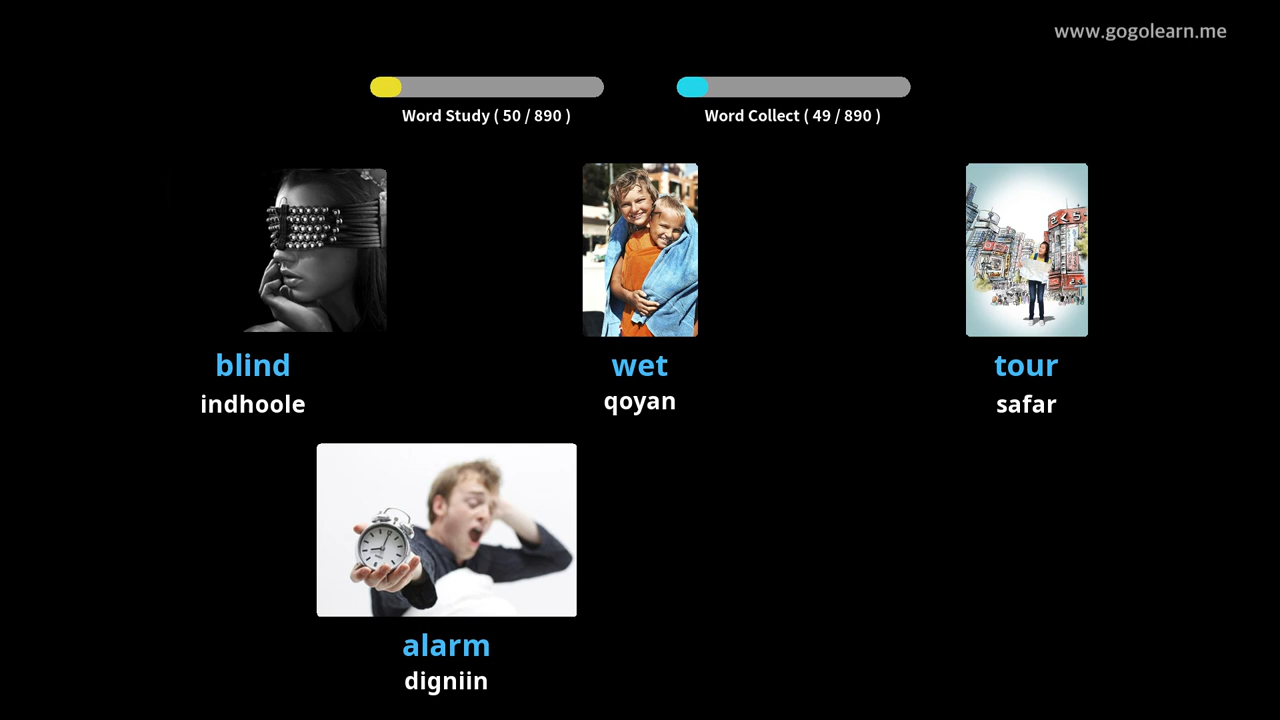 www.gogolearn.me
Word Study ( 50 / 890 )
Word Collect ( 49 / 890 )
blind
indhoole
wet
qoyan
tour
safar
alarm
digniin